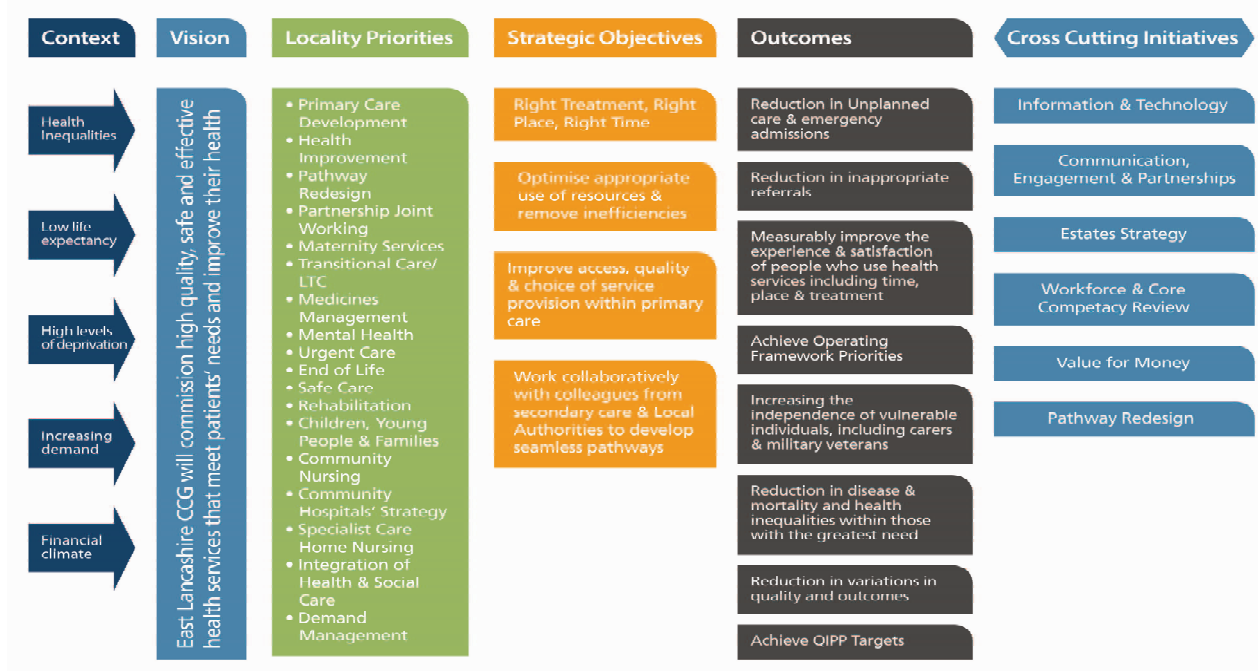 Context
Vision
Locality Priorities
Strategic Objectives
Outcomes
Cross Cutting Initiatives
Health
Inequalities
Low life
expectancy
High levels
of deprivation
Increasing
demand
Financial
climate
East Lancashire CCG will commission high quality, safe and effective
health services that meet patients' needs and improve their health
• Primary Care
Development
• Health
Improvement
• Pathway
Redesign
• Partnership Joint
Working
• Maternity Services
• Transitional Care/
LTC
• Medicines
Management
• Mental Health
• Urgent Care
• End of Life
• Safe Care
• Rehabilitation
• Children, Young
People & Families
• Community
Nursing
• Community
Hospitals' Strategy
• Specialist Care
Home Nursing
• Integration of
Health & Social
Care
• Demand
Management
Right Treatment, Right
Place, Right Time
Optimise appropriate
use of resources &
remove inefficiencies
Improve access, quality
& choice of service
provision within primary
care
Work collaboratively
with colleagues from
secondary care & Local
Authorities to develop
seamless pathways
Reduction in Unplanned
care & emergency
admissions
Reduction in inappropriate
referrals
Measurably improve the
experience & satisfaction
of people who use health
services including time,
place & treatment
Achieve Operating
Framework Priorities
Increasing the
independence of vulnerable
individuals, including carers
& military veterans
Reduction in disease &
mortality and health
inequalities within those
with the greatest need
Reduction in variations in
quality and outcomes
Achieve QIPP Targets
Information & Technology
Communication,
Engagement & Partnerships
Estates Strategy
Workforce & Core
Competacy Review
Value for Money
Pathway Redesign